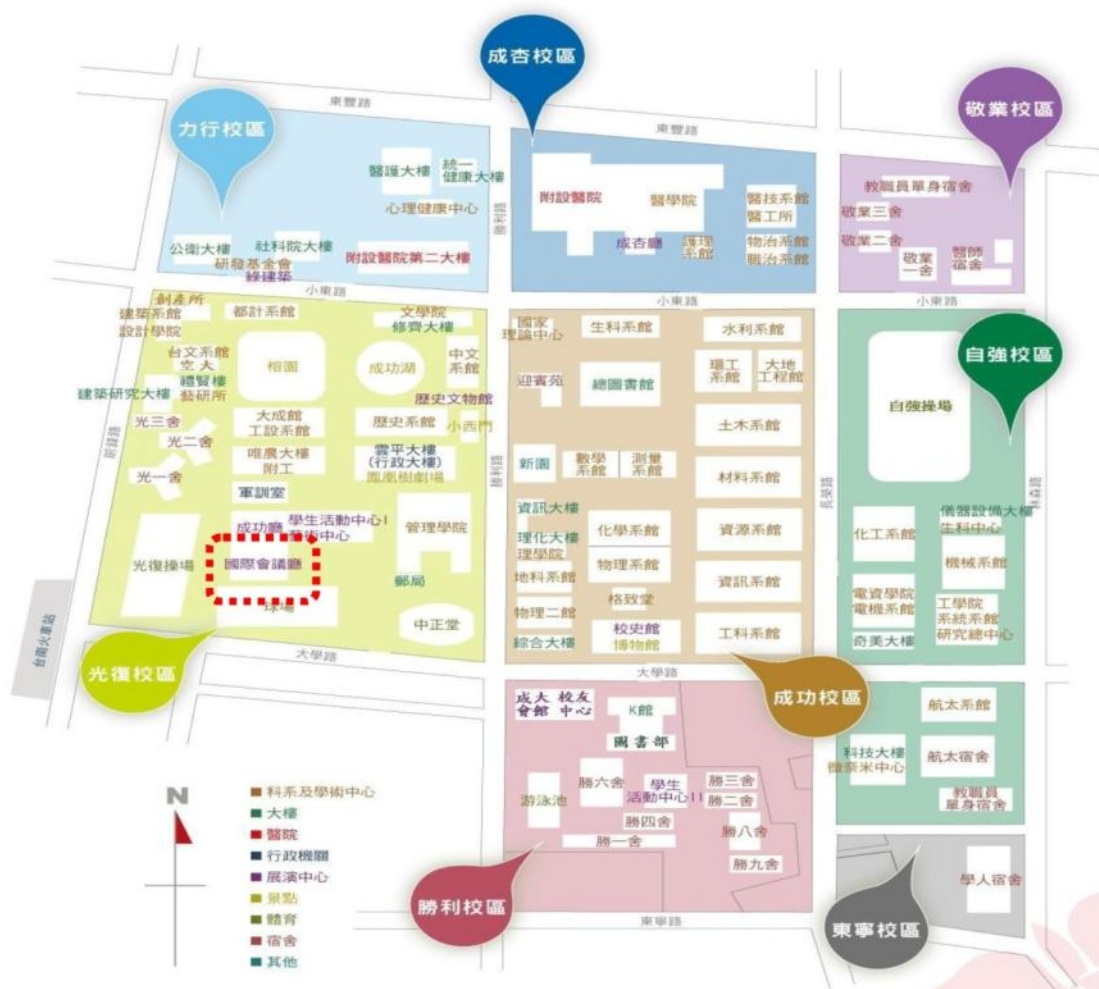 成杏校區
力行校區
敬業校區
東豐路
東豐路
醫護大樓
統一
健康大樓
心理健康中心
公衛大樓
社科院大樓
研發基金會
綠建築
附設醫院第二大樓
勝利路
附設醫院
醫學院
醫技系館
醫工所
成杏廳
護理
系館
物治系館
職治系館
教職員單身宿舍
敬業三舍
敬業二舍
敬業
一舍
醫師
宿舍
小東路
小東路
小東路
創產所
建築系館
設計學院
都計系館
文學院
修齊大樓
台文系館
空大
榕園
成功湖
中文
系館
禮賢樓
藝研所
建築研究大樓
歷史文物館
光三舍
光二舍
光一舍
大成館
工設系館
歷史系館
小西門
唯農大樓
附工
雲平大樓
(行政大樓)
鳳凰樹劇場
軍訓室
成功廳
學生活動中心I
藝術中心
管理學院
光復操場
國際會議廳
郵局
球場
中正堂
前鋒路
勝利路
台南火車站
光復校區
大學路
國家
理論中心
生科系館
水利系館
迎賓苑
總圖書館
環工
系館
大地
工程館
土木系館
新園
數學
系館
測量
系館
材料系館
資訊大樓
理化大樓
理學院
化學系館
資源系館
地科系館
物理系館
資訊系館
物理二館
格致堂
綜合大樓
校史館
博物館
工科系館
長榮路
大學路
成功校區
自強校區
自強操場
林森路
儀器設備大樓
生科中心
化工系館
機械系館
電資學院
電機系館
工學院
系統系館
研究總中心
奇美大樓
航太系館
科技大樓
微奈米中心
航太宿舍
教職員
單身宿舍
成大 校友
會館 中心
K館
圖書部
游泳池
勝六舍
學生
活動中心II
勝三舍
勝二舍
勝四舍
勝一舍
勝八舍
勝九舍
勝利校區
東寧路
東寧校區
學人宿舍
N
科系及學術中心
大樓
醫院
行政機關
展演中心
景點
體育
宿舍
其他